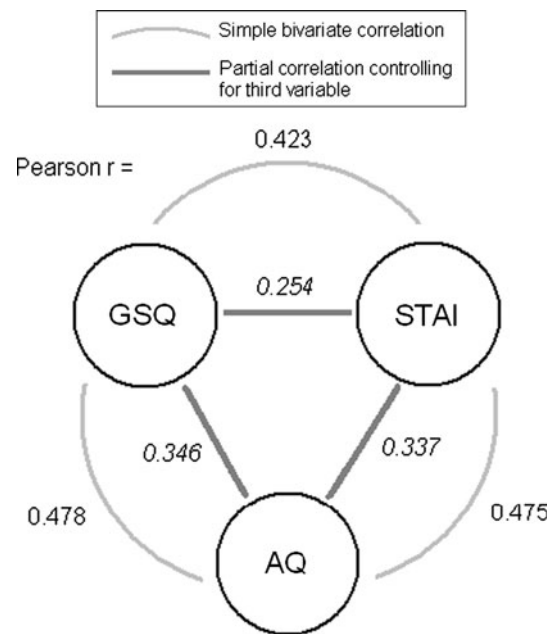 Simple bivariate correlation
Partial correlation controlling
for third variable
0.423
Pearson r =
GSQ
0.254
STAI
0.346
0.337
0.478
0.475
AQ